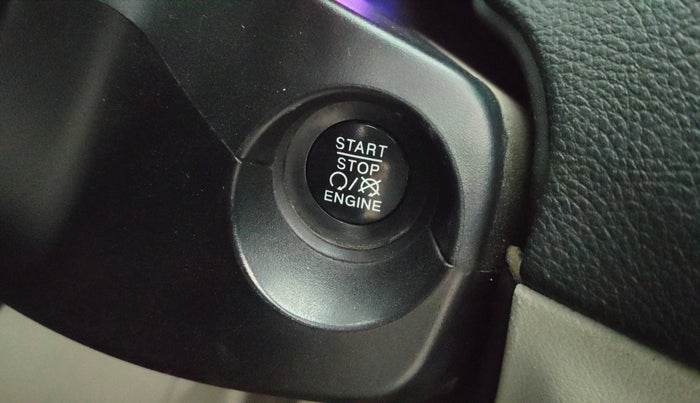 START
STOP
/
ENGINE